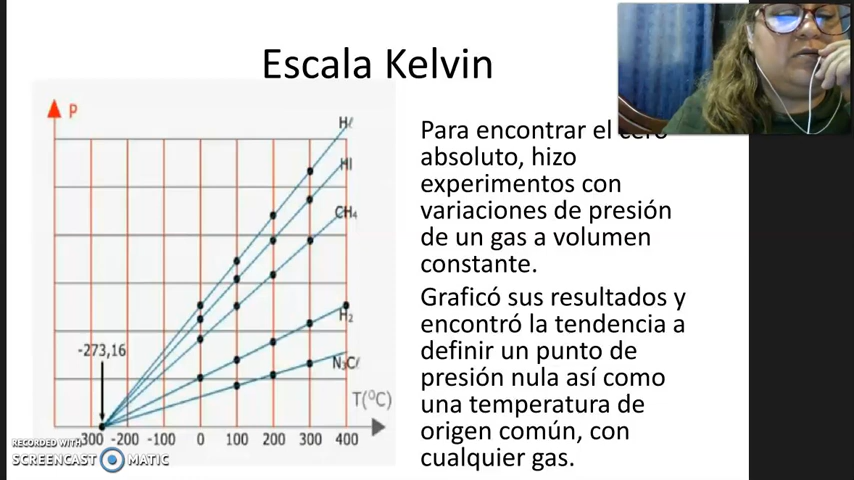 Escala Kelvin
P
Hℓ
HI
CH₄
H₂
N₃Cℓ
-273,16
T(⁰C)
-300 -200 -100 0 100 200 300 400
Para encontrar el cero
absoluto, hizo
experimentos con
variaciones de presión
de un gas a volumen
constante.
Graficó sus resultados y
encontró la tendencia a
definir un punto de
presión nula así como
una temperatura de
origen común, con
cualquier gas.
RECORDED WITH
SCREENCAST MATIC